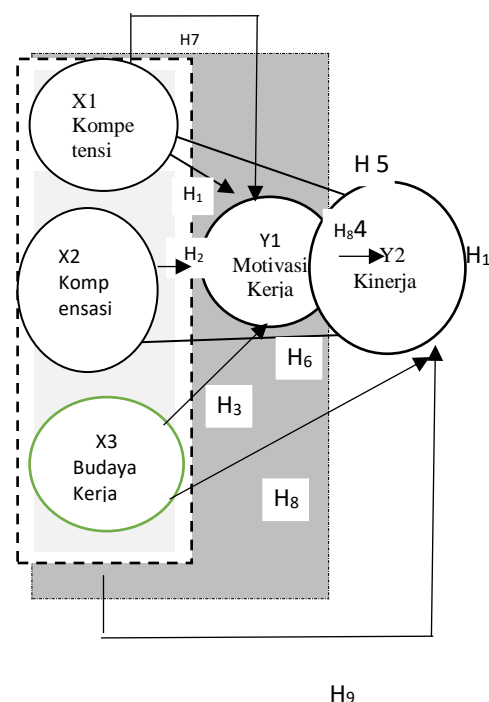 H7
X1
Kompe
tensi
H 5
H₁
X2
Komp
ensasi
H₂
Y1
Motivasi
Kerja
H₈4
Y2
Kinerja
H₁
H₆
H₃
X3
Budaya
Kerja
H₈
H₉